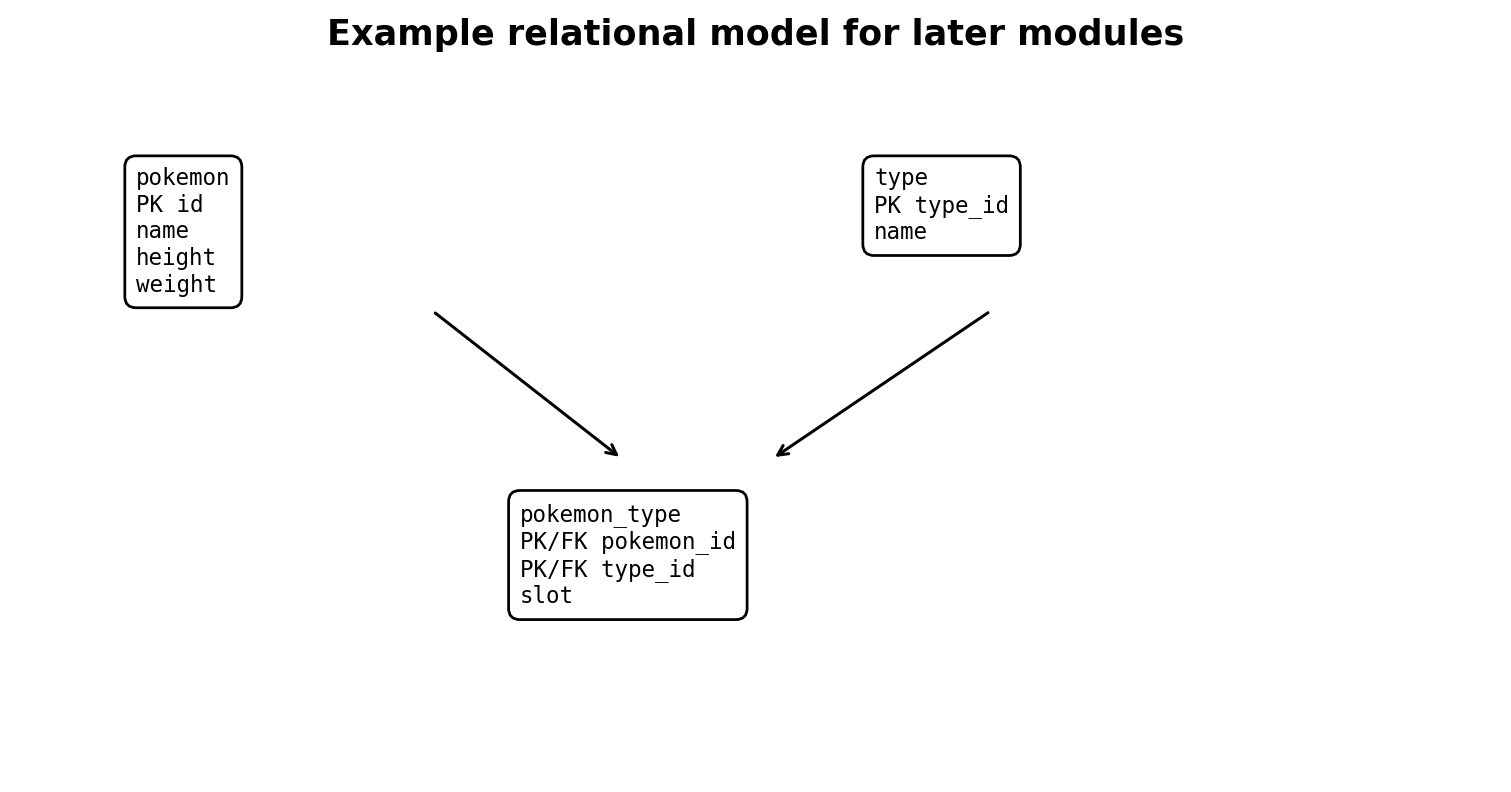 Example relational model for later modules
pokemon
PK id
name
height
weight
type
PK type_id
name
pokemon_type
PK/FK pokemon_id
PK/FK type_id
slot